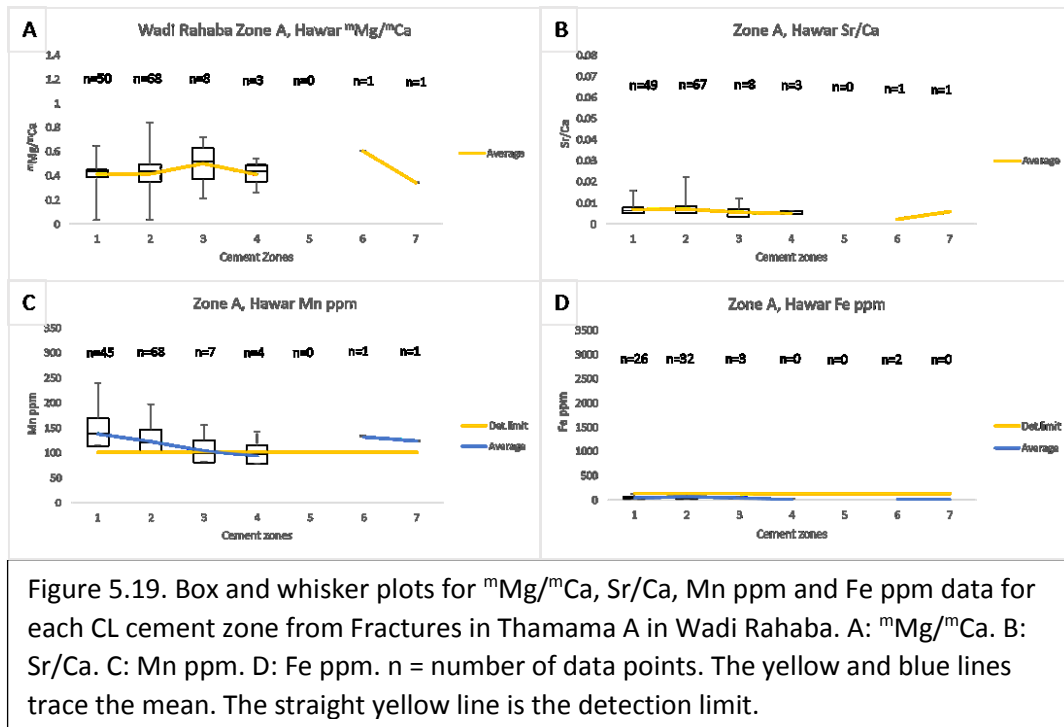 A
Wadi Rahaba Zone A, Hawar ᵐMg/ᵐCa
1.4
1.2
1
0.8
0.6
0.4
0.2
0
ᵐMg/ᵐCa
n=50 n=68 n=8 n=3 n=0 n=1 n=1
Average
1 2 3 4 5 6 7
Cement Zones
B
Zone A, Hawar Sr/Ca
0.08
0.07
0.06
0.05
0.04
0.03
0.02
0.01
0
Sr/Ca
n=49 n=67 n=8 n=3 n=0 n=1 n=1
Average
1 2 3 4 5 6 7
Cement zones
C
Zone A, Hawar Mn ppm
350
300
250
200
150
100
50
0
Mn ppm
n=45 n=68 n=7 n=4 n=0 n=1 n=1
Det.limit
Average
1 2 3 4 5 6 7
Cement zones
D
Zone A, Hawar Fe ppm
3500
3000
2500
2000
1500
1000
500
0
Fe ppm
n=26 n=32 n=3 n=0 n=0 n=2 n=0
Det.limit
Average
1 2 3 4 5 6 7
Cement zones
Figure 5.19. Box and whisker plots for ᵐMg/ᵐCa, Sr/Ca, Mn ppm and Fe ppm data for
each CL cement zone from Fractures in Thamama A in Wadi Rahaba. A: ᵐMg/ᵐCa. B:
Sr/Ca. C: Mn ppm. D: Fe ppm. n = number of data points. The yellow and blue lines
trace the mean. The straight yellow line is the detection limit.